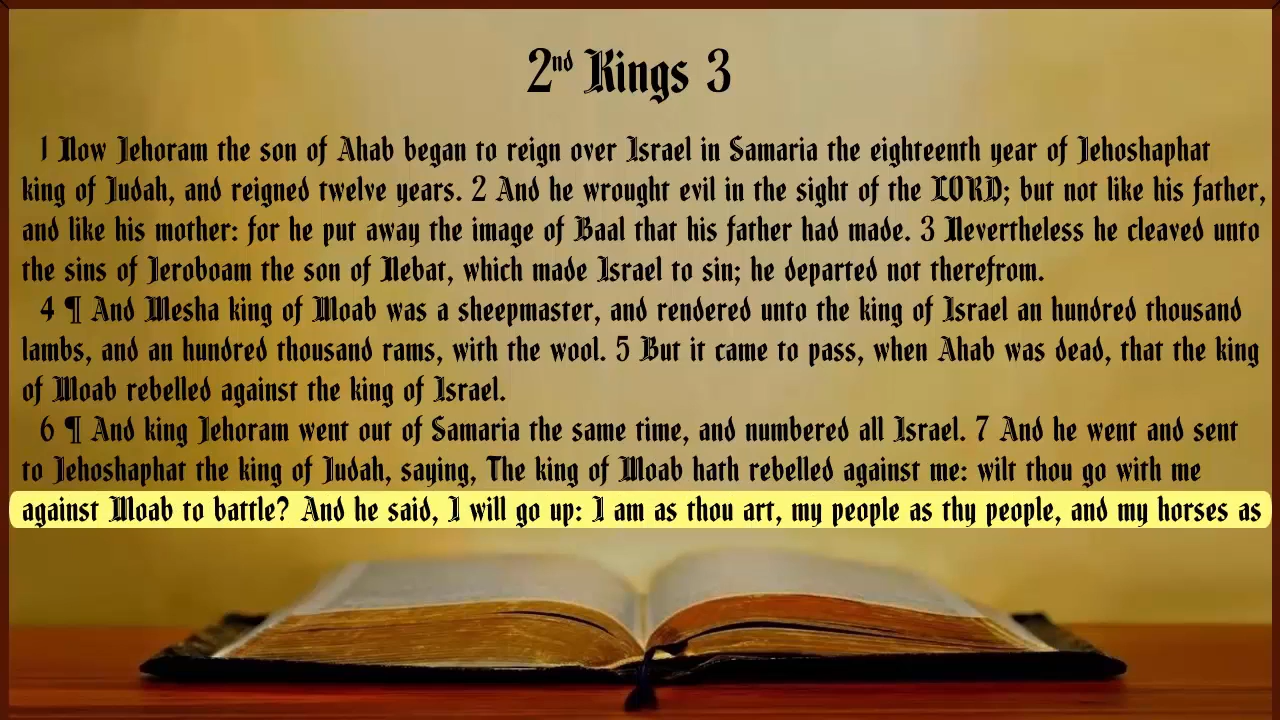 2nd Kings 3
1 Now Jehoram the son of Ahab began to reign over Israel in Samaria the eighteenth year of Jehoshaphat
king of Judah, and reigned twelve years. 2 And he wrought evil in the sight of the LORD; but not like his father,
and like his mother: for he put away the image of Baal that his father had made. 3 Nevertheless he cleaved unto
the sins of Jeroboam the son of Nebat, which made Israel to sin; he departed not therefrom.
4 ¶ And Mesha king of Moab was a sheepmaster, and rendered unto the king of Israel an hundred thousand
lambs, and an hundred thousand rams, with the wool. 5 But it came to pass, when Ahab was dead, that the king
of Moab rebelled against the king of Israel.
6 ¶ And king Jehoram went out of Samaria the same time, and numbered all Israel. 7 And he went and sent
to Jehoshaphat the king of Judah, saying, The king of Moab hath rebelled against me: wilt thou go with me
against Moab to battle? And he said, I will go up: I am as thou art, my people as thy people, and my horses as